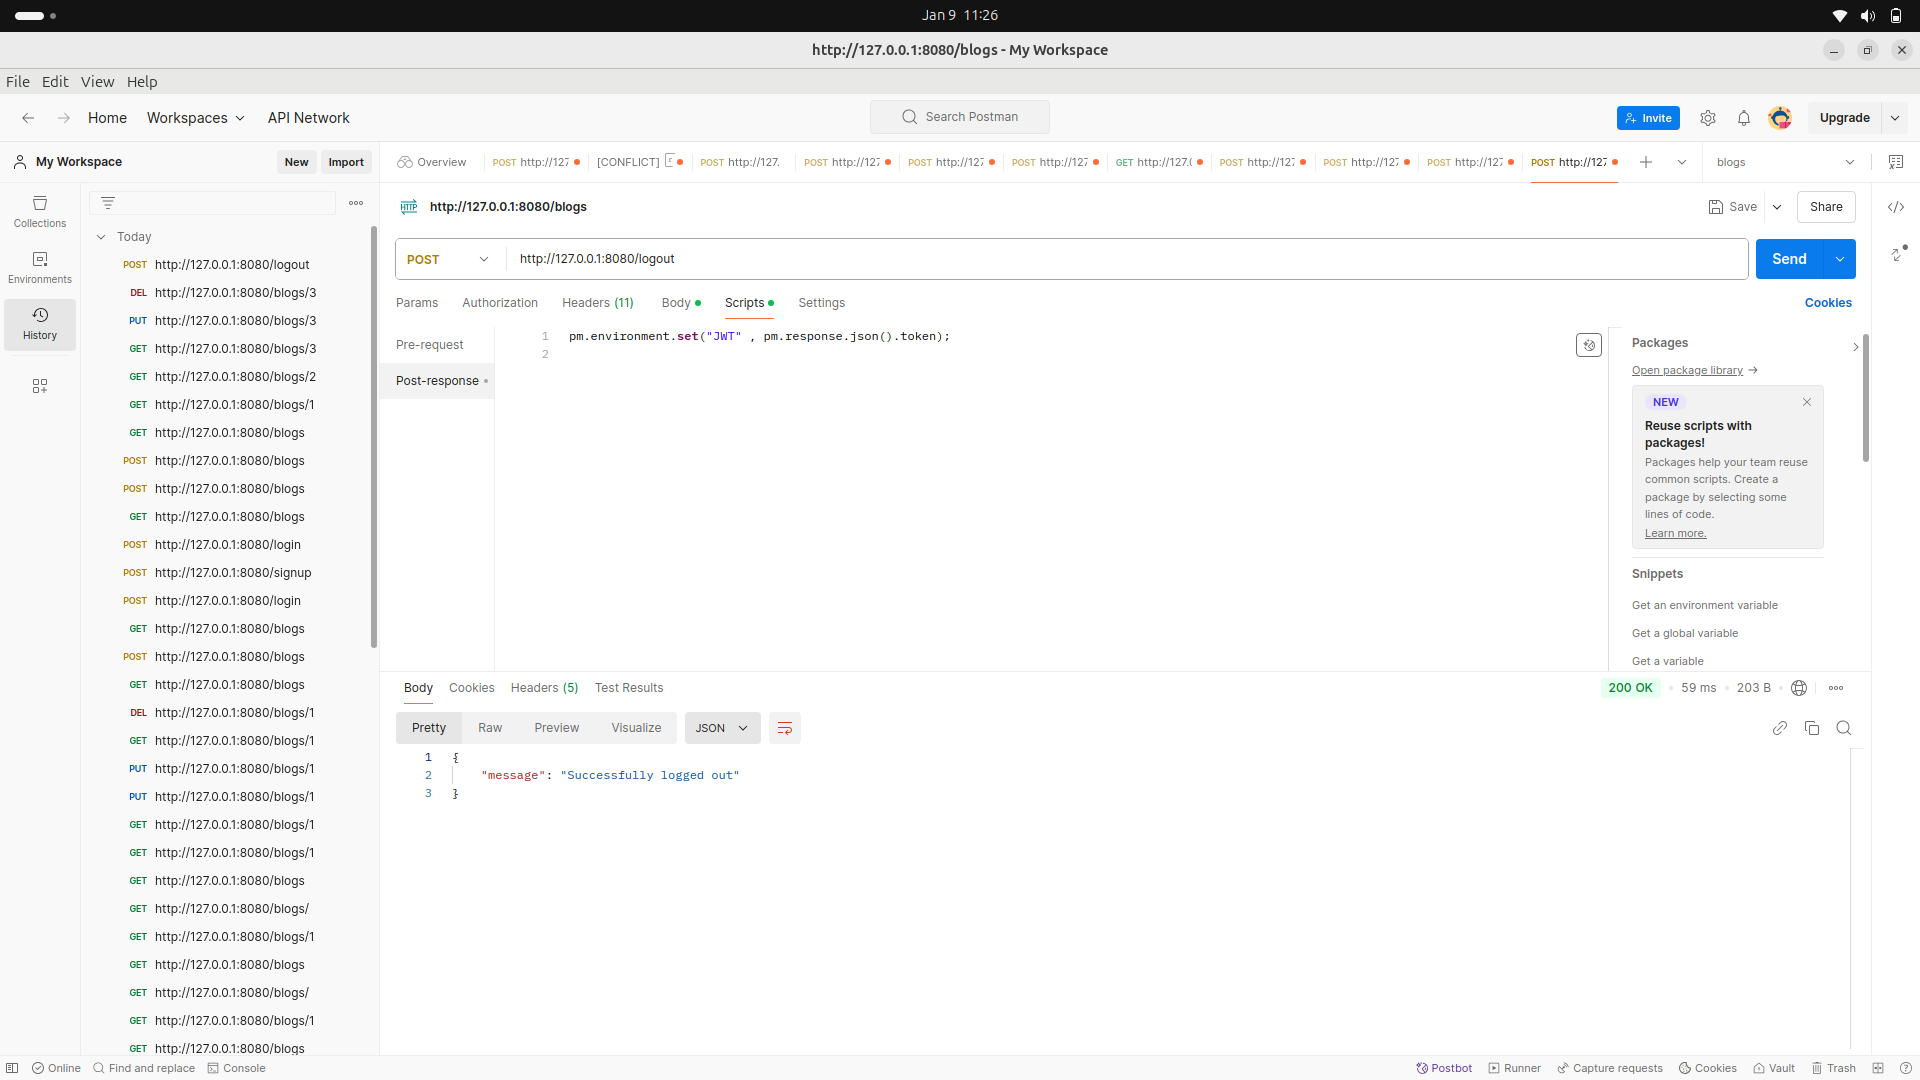 Jan 9 11:26
http://127.0.0.1:8080/blogs - My Workspace
File Edit View Help
Home Workspaces API Network Search Postman Invite Upgrade
My Workspace New Import
Overview POST http://127 [CONFLICT] POST http://127. POST http://127 POST http://127 POST http://127 GET http://127.0 POST http://127 POST http://127 POST http://127 POST http://127 blogs
Collections
Environments
History
Today
POST http://127.0.0.1:8080/logout
DEL http://127.0.0.1:8080/blogs/3
PUT http://127.0.0.1:8080/blogs/3
GET http://127.0.0.1:8080/blogs/3
GET http://127.0.0.1:8080/blogs/2
GET http://127.0.0.1:8080/blogs/1
GET http://127.0.0.1:8080/blogs
POST http://127.0.0.1:8080/blogs
POST http://127.0.0.1:8080/blogs
GET http://127.0.0.1:8080/blogs
POST http://127.0.0.1:8080/login
POST http://127.0.0.1:8080/signup
POST http://127.0.0.1:8080/login
GET http://127.0.0.1:8080/blogs
POST http://127.0.0.1:8080/blogs
GET http://127.0.0.1:8080/blogs
DEL http://127.0.0.1:8080/blogs/1
GET http://127.0.0.1:8080/blogs/1
PUT http://127.0.0.1:8080/blogs/1
PUT http://127.0.0.1:8080/blogs/1
GET http://127.0.0.1:8080/blogs/1
GET http://127.0.0.1:8080/blogs/1
GET http://127.0.0.1:8080/blogs
GET http://127.0.0.1:8080/blogs/
GET http://127.0.0.1:8080/blogs/1
GET http://127.0.0.1:8080/blogs
GET http://127.0.0.1:8080/blogs/
GET http://127.0.0.1:8080/blogs/1
GET http://127.0.0.1:8080/blogs
HTTP http://127.0.0.1:8080/blogs Save Share
POST http://127.0.0.1:8080/logout Send
Params Authorization Headers (11) Body Scripts Settings Cookies
Pre-request
Post-response
1 pm.environment.set("JWT" , pm.response.json().token);
2
Packages
Open package library →
NEW
Reuse scripts with
packages!
Packages help your team reuse
common scripts. Create a
package by selecting some
lines of code.
Learn more.
Snippets
Get an environment variable
Get a global variable
Get a variable
Body Cookies Headers (5) Test Results 200 OK 59 ms 203 B
Pretty Raw Preview Visualize JSON
1 {
2 "message": "Successfully logged out"
3 }
Online Find and replace Console Postbot Runner Capture requests Cookies Vault Trash